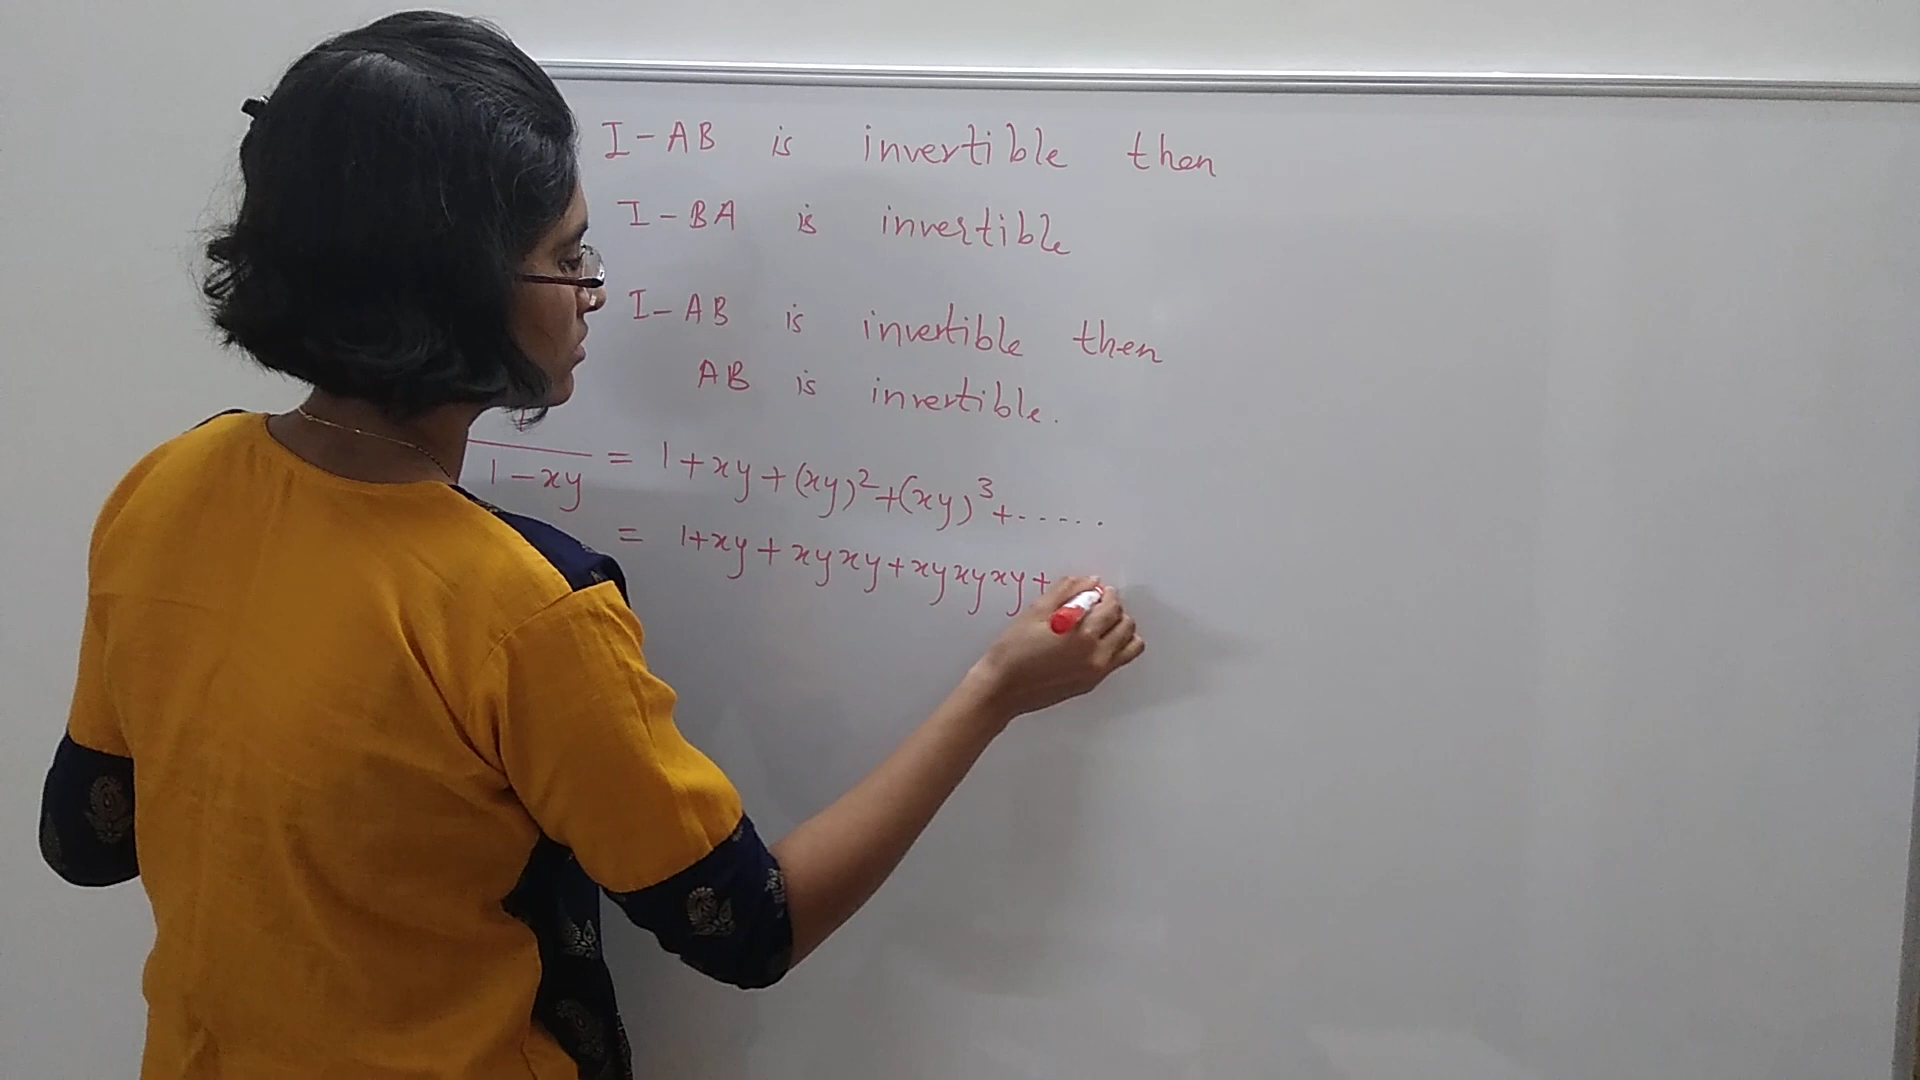 I-AB is invertible then
I-BA is invertible
I-AB is invertible then
AB is invertible.
1-xy = 1+xy+(xy)²+(xy)³+.....
= 1+xy+xyxy+xyxyxy+